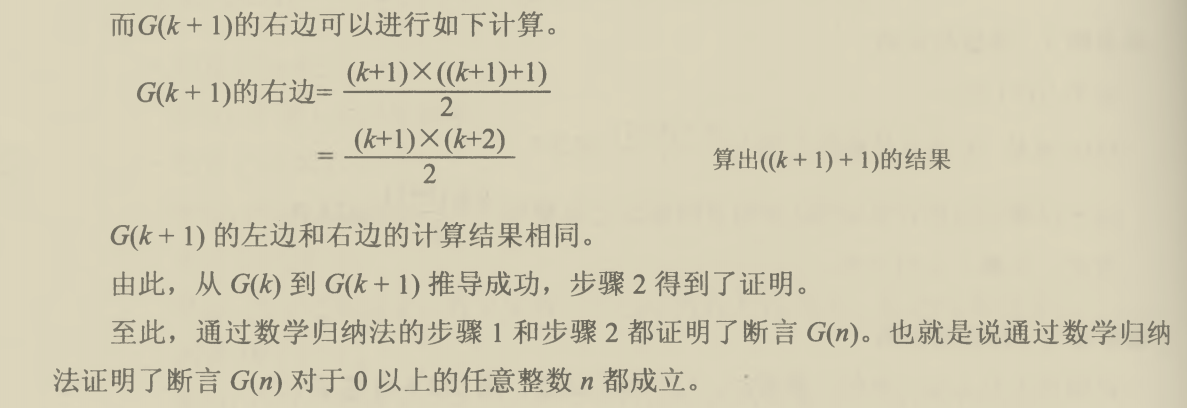 而G(k + 1)的右边可以进行如下计算。
G(k + 1)的右边= (k+1)×((k+1)+1)
2
= (k+1)×(k+2)
2
算出((k + 1) + 1)的结果
G(k + 1) 的左边和右边的计算结果相同。
由此，从 G(k) 到 G(k + 1) 推导成功，步骤 2 得到了证明。
至此，通过数学归纳法的步骤 1 和步骤 2 都证明了断言 G(n)。也就是说通过数学归纳
法证明了断言 G(n) 对于 0 以上的任意整数 n 都成立。